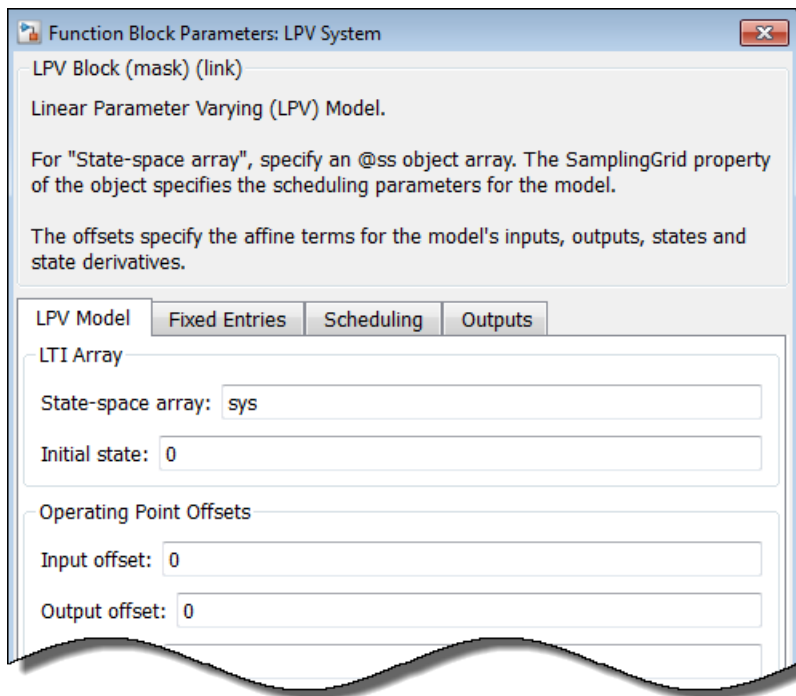 Function Block Parameters: LPV System
LPV Block (mask) (link)
Linear Parameter Varying (LPV) Model.
For "State-space array", specify an @ss object array. The SamplingGrid property
of the object specifies the scheduling parameters for the model.
The offsets specify the affine terms for the model's inputs, outputs, states and
state derivatives.
LPV Model Fixed Entries Scheduling Outputs
LTI Array
State-space array: sys
Initial state: 0
Operating Point Offsets
Input offset: 0
Output offset: 0